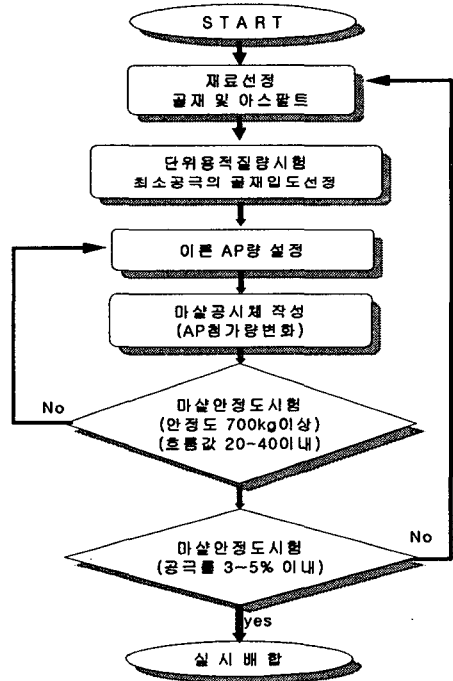 START
재료선정
골재 및 아스팔트
단위용적질량시험
최소공극의 골재입도선정
이른 AP량 설정
마샬공시체 작성
(AP첨가량변화)
No
마샬안정도시험
(안정도 700kg이상)
(흐름값 20~40이내)
No
마샬안정도시험
(공극률 3~5% 이내)
yes
실시배합